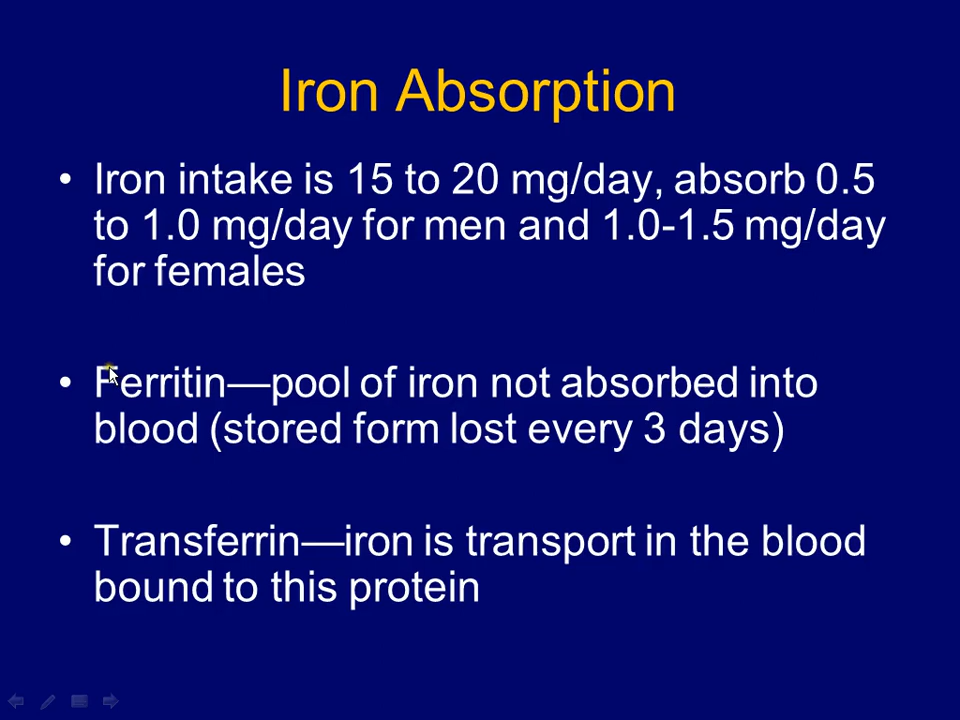 Iron Absorption
• Iron intake is 15 to 20 mg/day, absorb 0.5
to 1.0 mg/day for men and 1.0-1.5 mg/day
for females
• Ferritin—pool of iron not absorbed into
blood (stored form lost every 3 days)
• Transferrin—iron is transport in the blood
bound to this protein